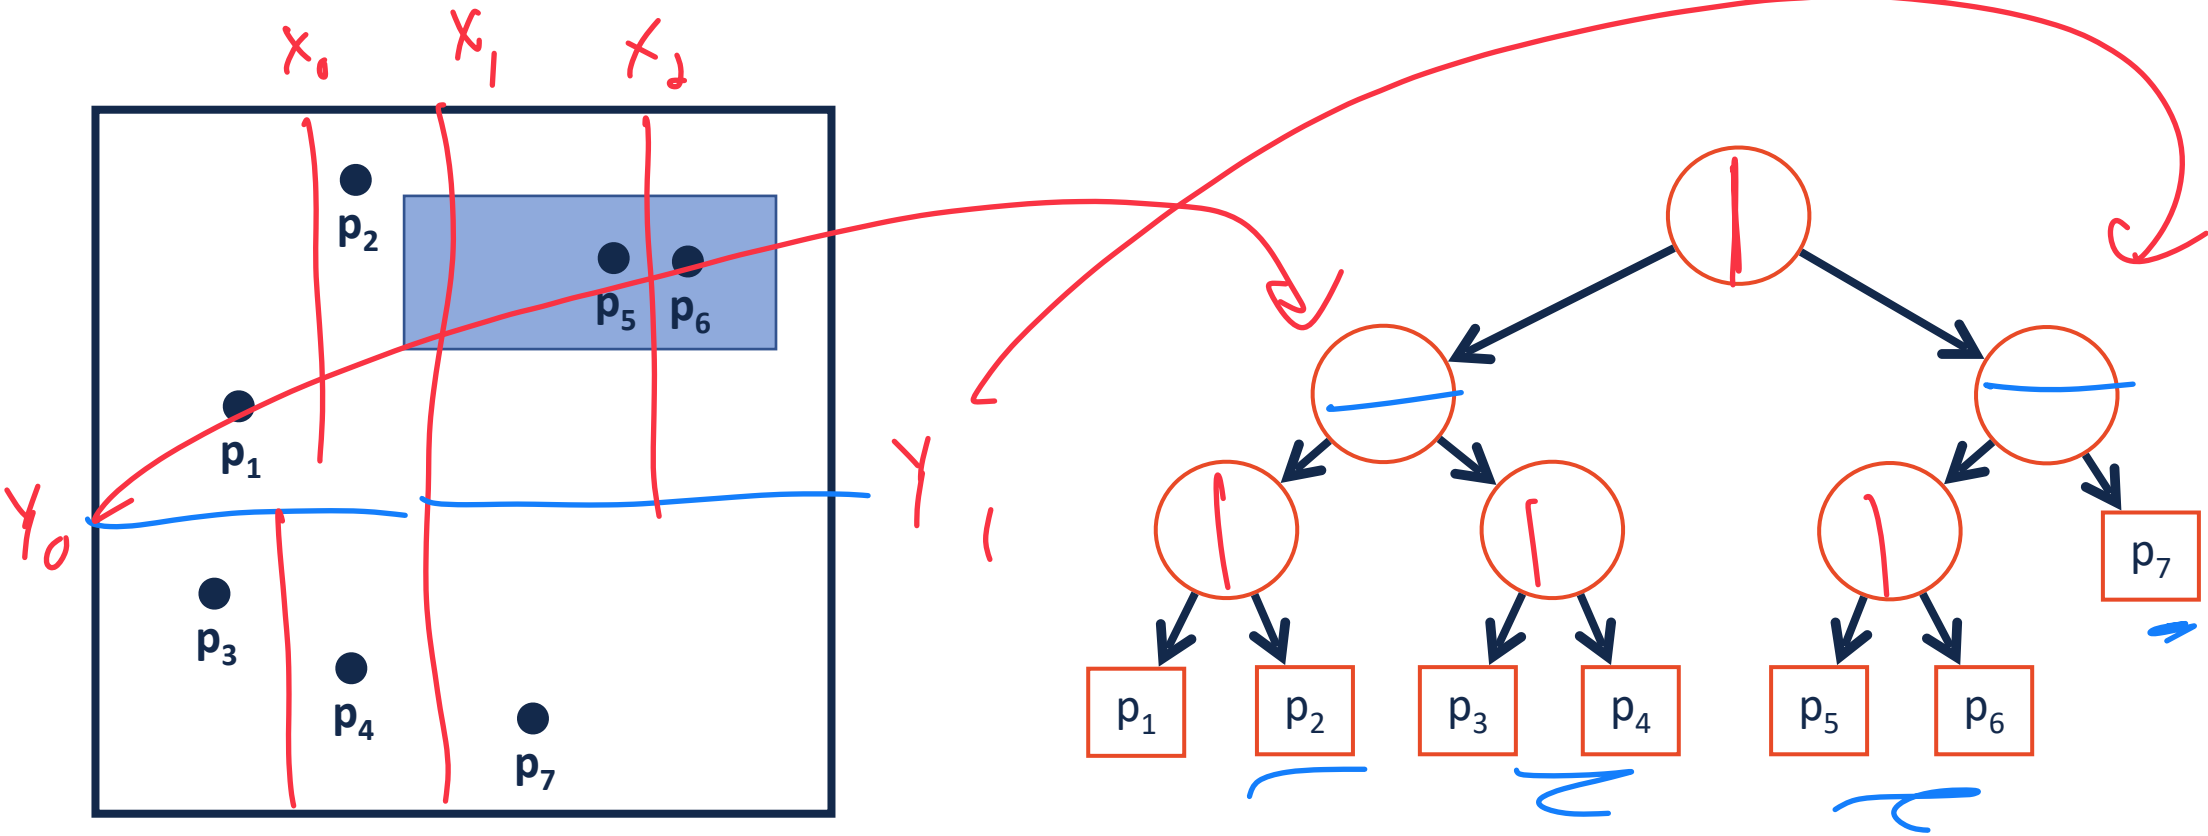 X₀ X₁ X₂
p₂
p₅ p₆
p₁
Y₀
Y₁
p₃
p₄
p₇
p₇
p₁ p₂ p₃ p₄ p₅ p₆